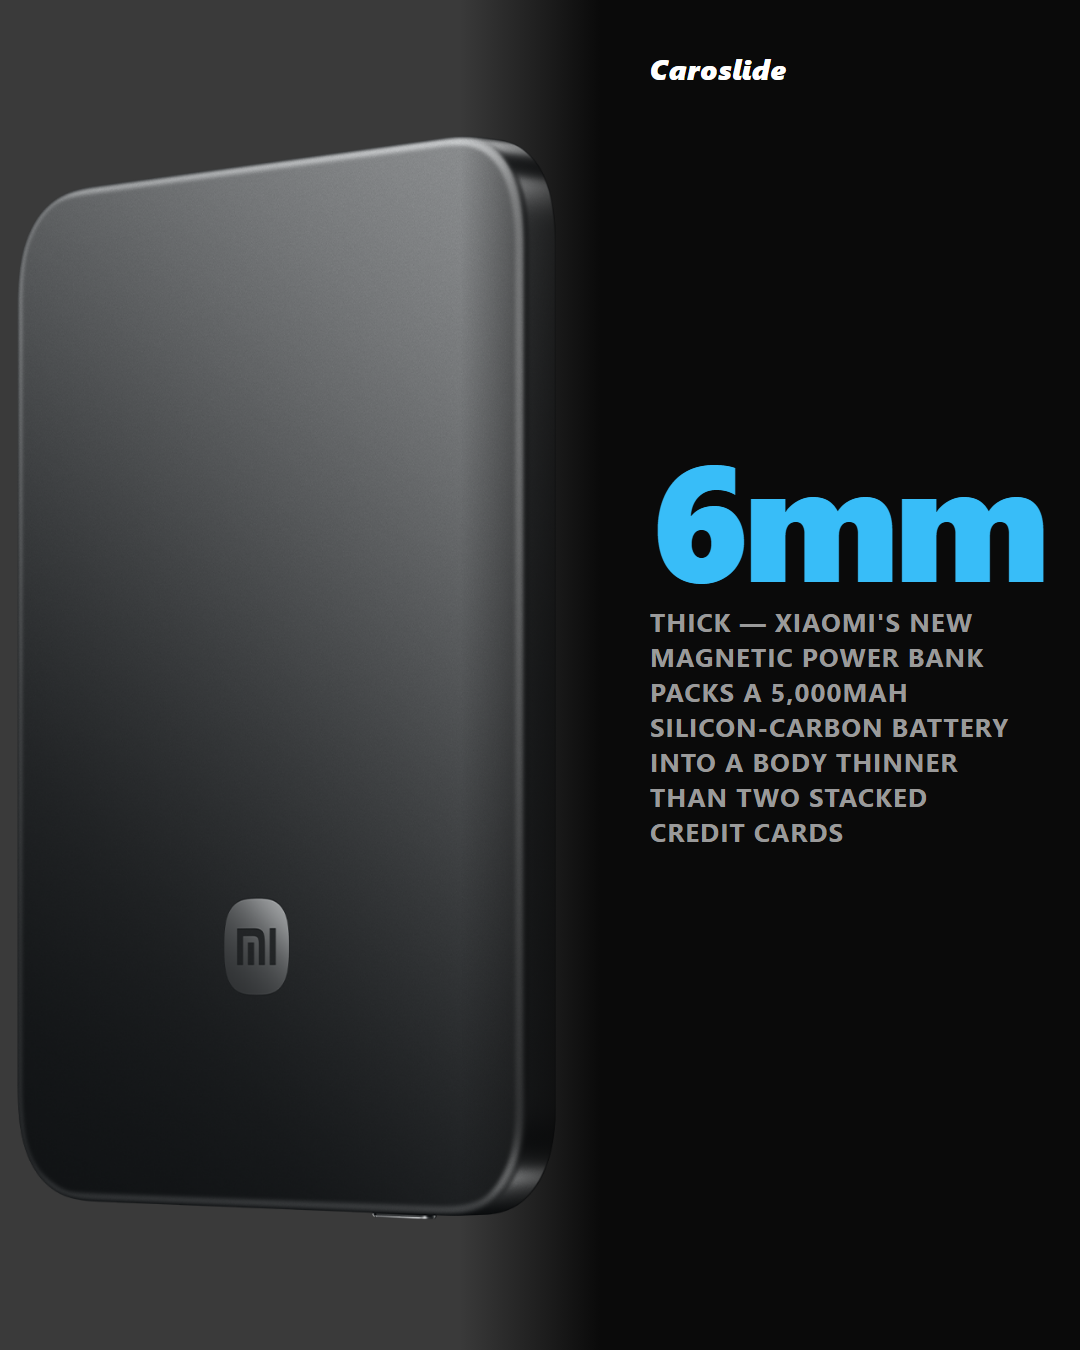 Caroslide
6mm
THICK — XIAOMI'S NEW
MAGNETIC POWER BANK
PACKS A 5,000MAH
SILICON-CARBON BATTERY
INTO A BODY THINNER
THAN TWO STACKED
CREDIT CARDS
mi